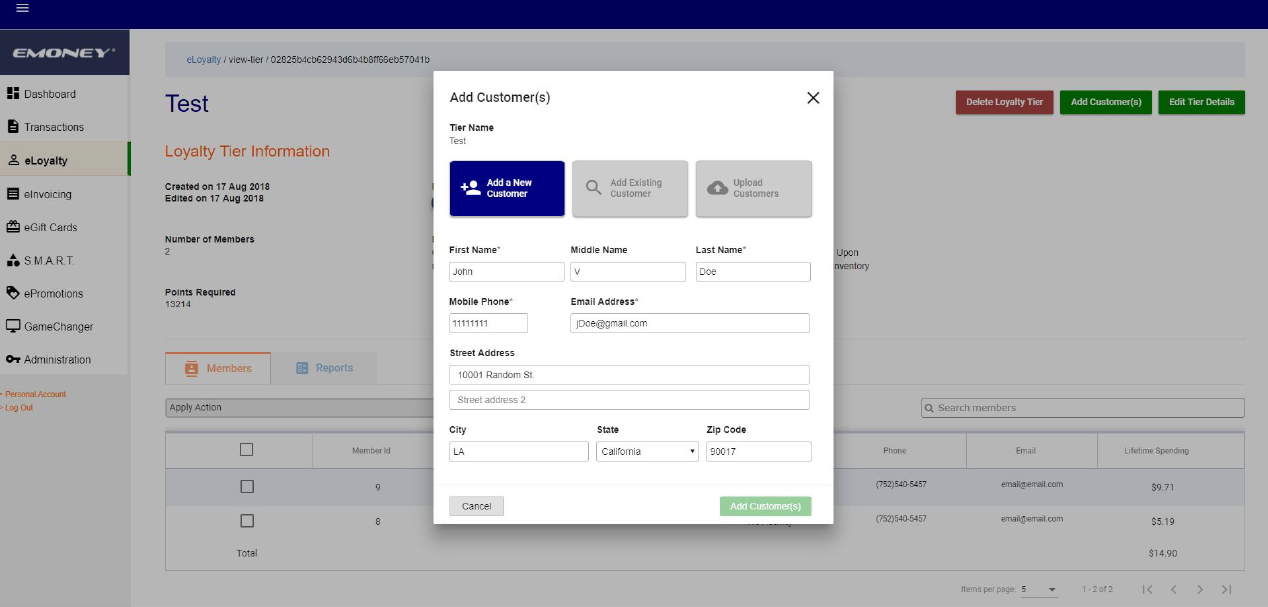 EMONEY
eLoyalty / view-tier / 02825b4cb62943d6b4b8ff66eb57041b
Dashboard
Transactions
eLoyalty
eInvoicing
eGift Cards
S.M.A.R.T.
ePromotions
GameChanger
Administration
Personal Account
Log Out
Test
Delete Loyalty Tier
Add Customer(s)
Edit Tier Details
Loyalty Tier Information
Created on 17 Aug 2018
Edited on 17 Aug 2018
Number of Members
2
Points Required
13214
Upon
Members
Reports
Apply Action
Search members
Member Id
Phone
Email
Lifetime Spending
9
(752)540-5457
email@email.com
$9.71
8
(752)540-5457
email@email.com
$5.19
Total
$14.90
Items per page: 5
1 - 2 of 2
Add Customer(s)
Tier Name
Test
Add a New
Customer
Add Existing
Customer
Upload
Customers
First Name*
Middle Name
Last Name*
John
V
Doe
Mobile Phone*
Email Address*
11111111
jDoe@gmail.com
Street Address
10001 Random St.
Street address 2
City
State
Zip Code
LA
California
90017
Cancel
Add Customer(s)